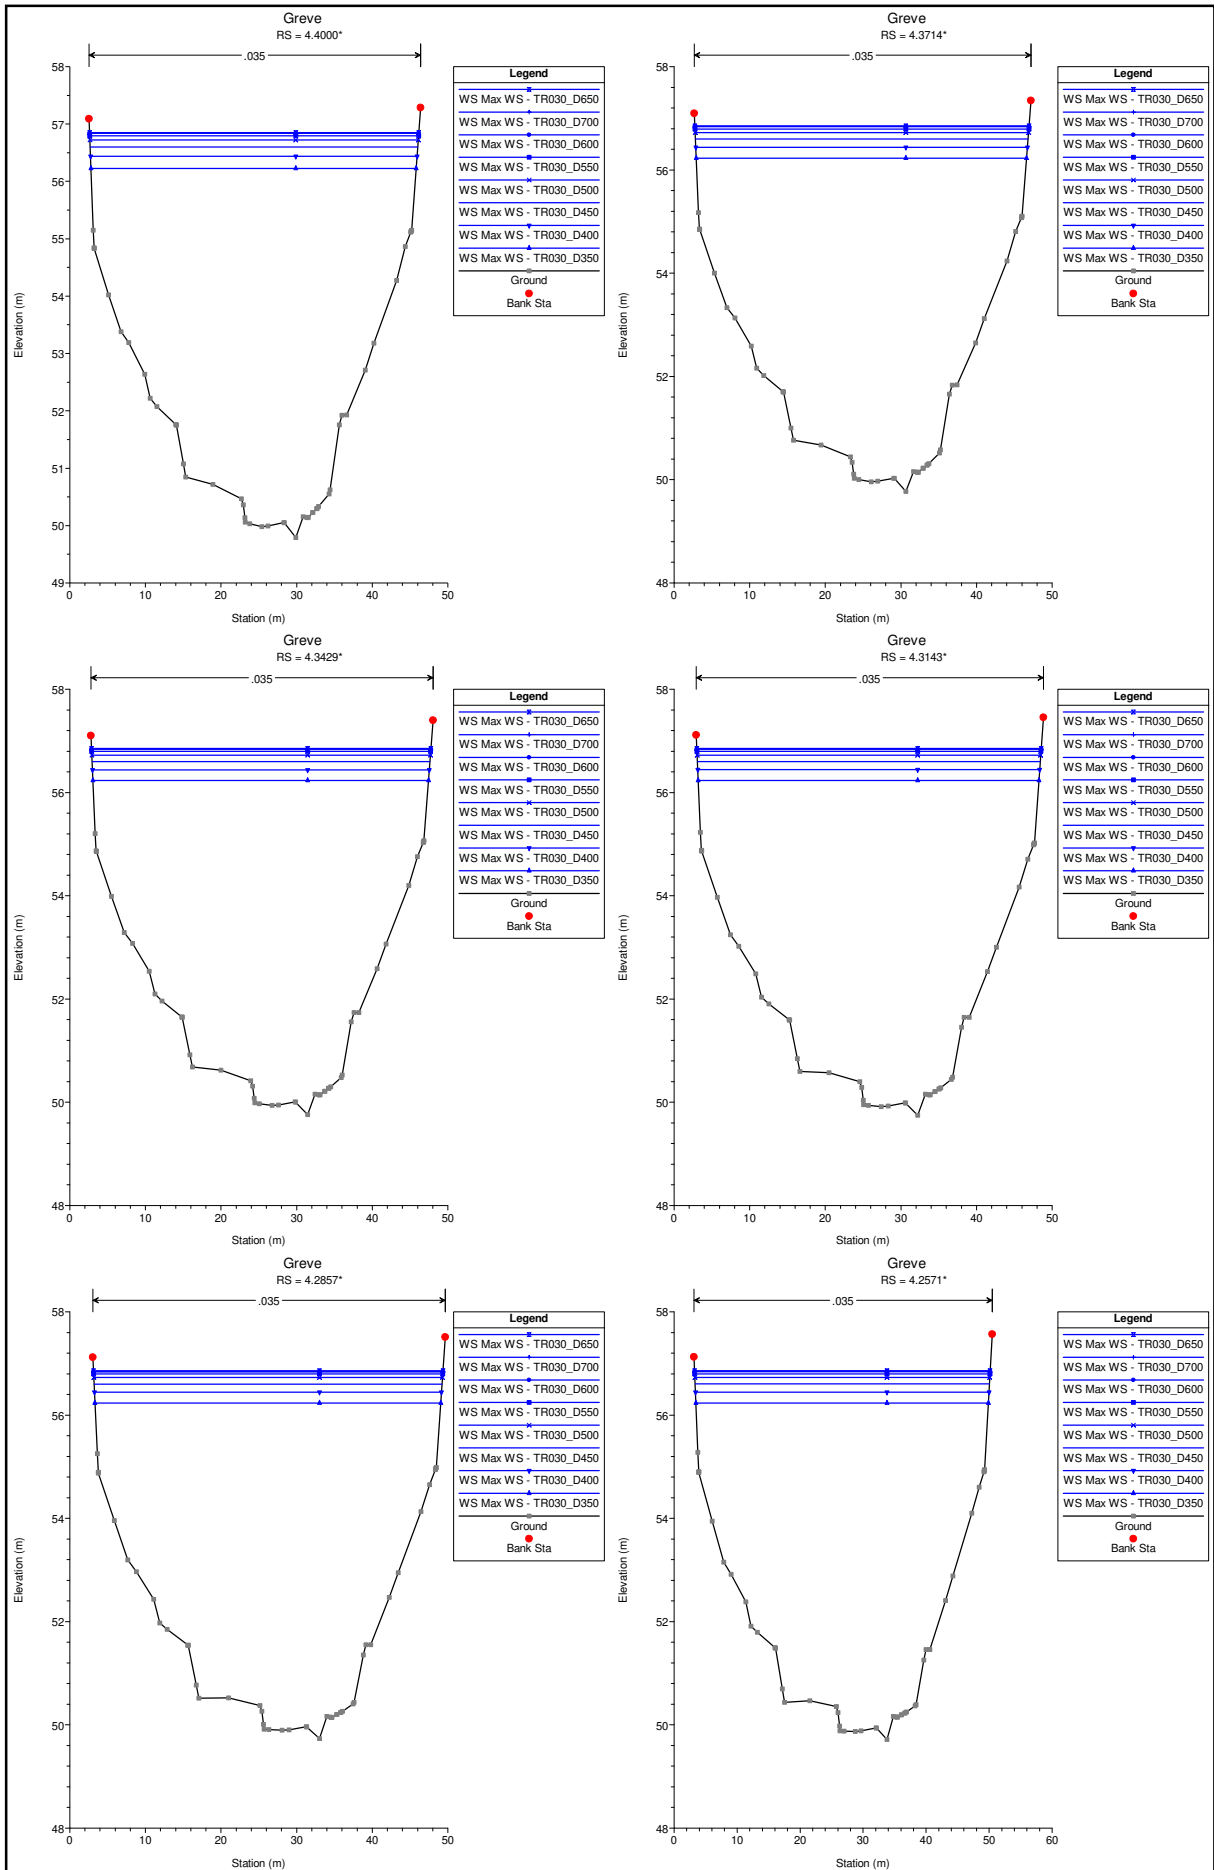 Greve
RS = 4.4000*
.035
58
57
56
55
54
53
52
51
50
49
0
10
20
30
40
50
Elevation (m)
Station (m)
Legend
WS Max WS - TR030_D650
WS Max WS - TR030_D700
WS Max WS - TR030_D600
WS Max WS - TR030_D550
WS Max WS - TR030_D500
WS Max WS - TR030_D450
WS Max WS - TR030_D400
WS Max WS - TR030_D350
Ground
Bank Sta
Greve
RS = 4.3714*
.035
58
56
54
52
50
48
0
10
20
30
40
50
Elevation (m)
Station (m)
Legend
WS Max WS - TR030_D650
WS Max WS - TR030_D700
WS Max WS - TR030_D600
WS Max WS - TR030_D550
WS Max WS - TR030_D500
WS Max WS - TR030_D450
WS Max WS - TR030_D400
WS Max WS - TR030_D350
Ground
Bank Sta
Greve
RS = 4.3429*
.035
58
56
54
52
50
48
0
10
20
30
40
50
Elevation (m)
Station (m)
Legend
WS Max WS - TR030_D650
WS Max WS - TR030_D700
WS Max WS - TR030_D600
WS Max WS - TR030_D550
WS Max WS - TR030_D500
WS Max WS - TR030_D450
WS Max WS - TR030_D400
WS Max WS - TR030_D350
Ground
Bank Sta
Greve
RS = 4.3143*
.035
58
56
54
52
50
48
0
10
20
30
40
50
Elevation (m)
Station (m)
Legend
WS Max WS - TR030_D650
WS Max WS - TR030_D700
WS Max WS - TR030_D600
WS Max WS - TR030_D550
WS Max WS - TR030_D500
WS Max WS - TR030_D450
WS Max WS - TR030_D400
WS Max WS - TR030_D350
Ground
Bank Sta
Greve
RS = 4.2857*
.035
58
56
54
52
50
48
0
10
20
30
40
50
Elevation (m)
Station (m)
Legend
WS Max WS - TR030_D650
WS Max WS - TR030_D700
WS Max WS - TR030_D600
WS Max WS - TR030_D550
WS Max WS - TR030_D500
WS Max WS - TR030_D450
WS Max WS - TR030_D400
WS Max WS - TR030_D350
Ground
Bank Sta
Greve
RS = 4.2571*
.035
58
56
54
52
50
48
0
10
20
30
40
50
60
Elevation (m)
Station (m)
Legend
WS Max WS - TR030_D650
WS Max WS - TR030_D700
WS Max WS - TR030_D600
WS Max WS - TR030_D550
WS Max WS - TR030_D500
WS Max WS - TR030_D450
WS Max WS - TR030_D400
WS Max WS - TR030_D350
Ground
Bank Sta